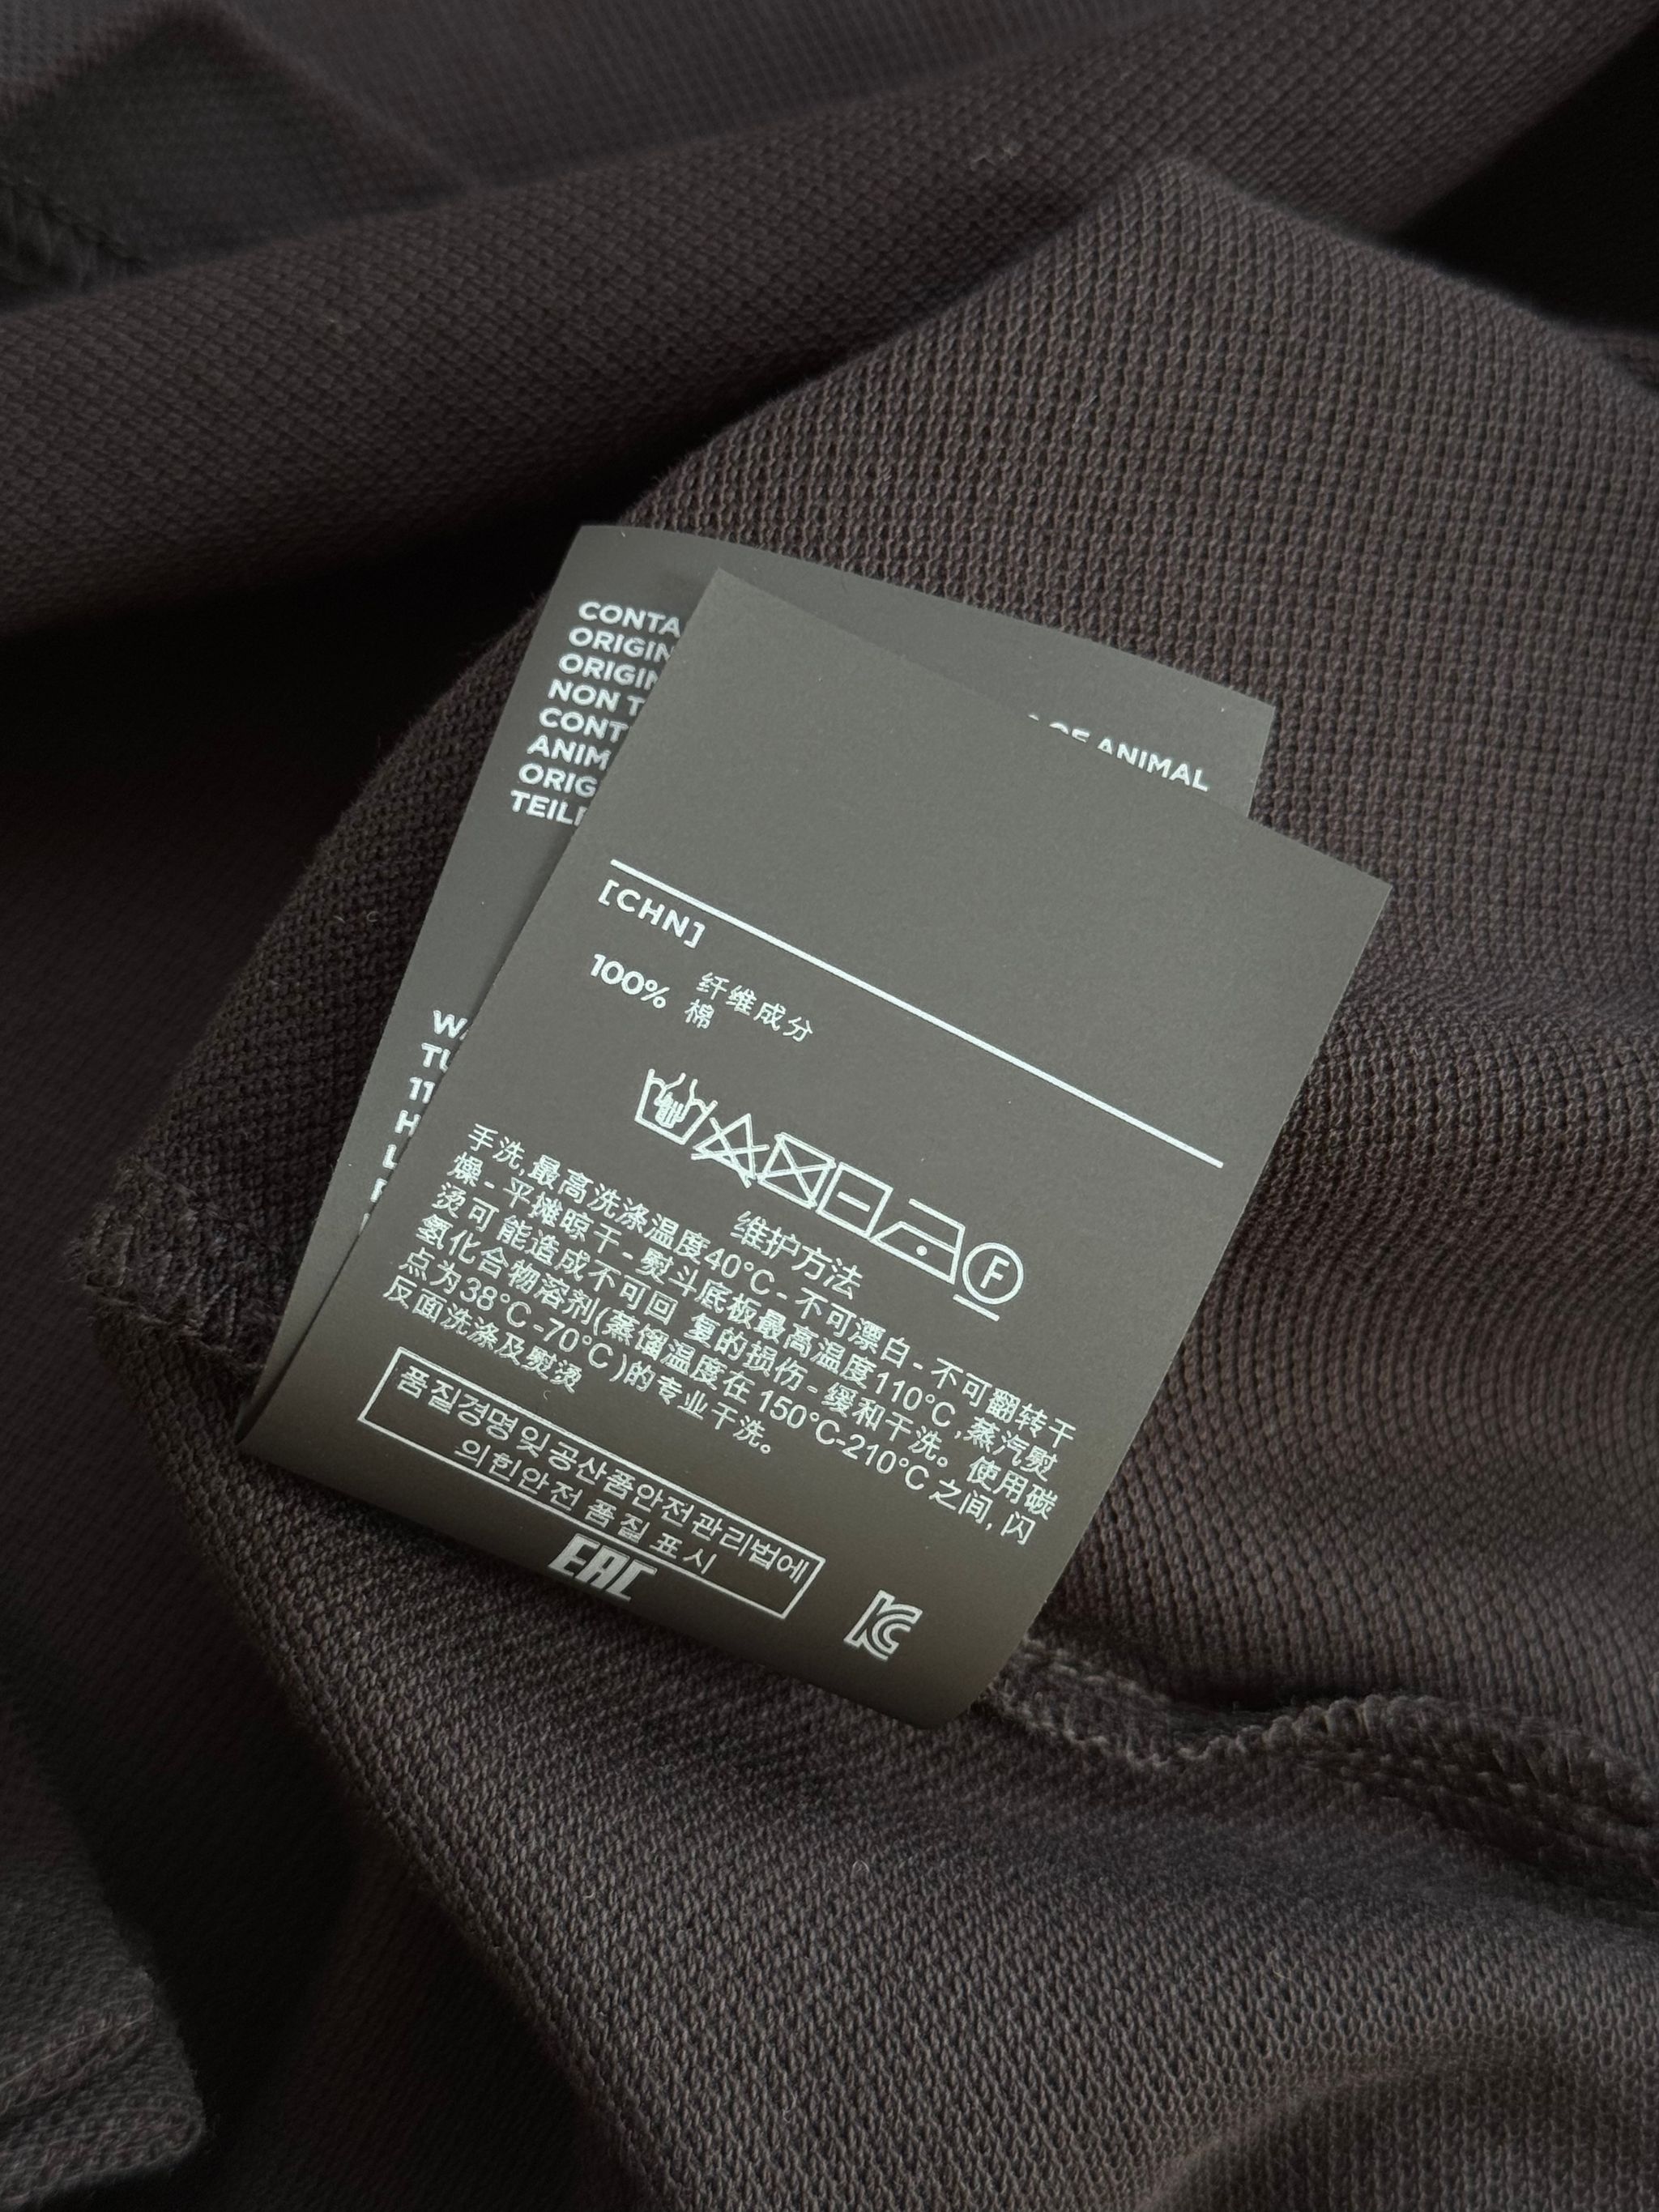 CONTA
ORIGIN
ORIGIN
NON T
CONT
ANIM
ORIG
TEIL
OF ANIMAL
11
H
[CHN]
纤维成分
100% 棉
维护方法
手洗,最高洗涤温度40°C-不可漂白-不可翻转干
燥-平摊晾干-熨斗底板最高温度110°C,蒸汽熨
烫可能造成不可回 复的损伤-缓和干洗。使用碳
氢化合物溶剂(蒸馏温度在150°C-210°C之间,闪
点为38°C-70°C)的专业干洗。
反面洗涤及熨烫
품질경명잋공산품안전관리법에
의힌안전 품질 표시
EAC
KC